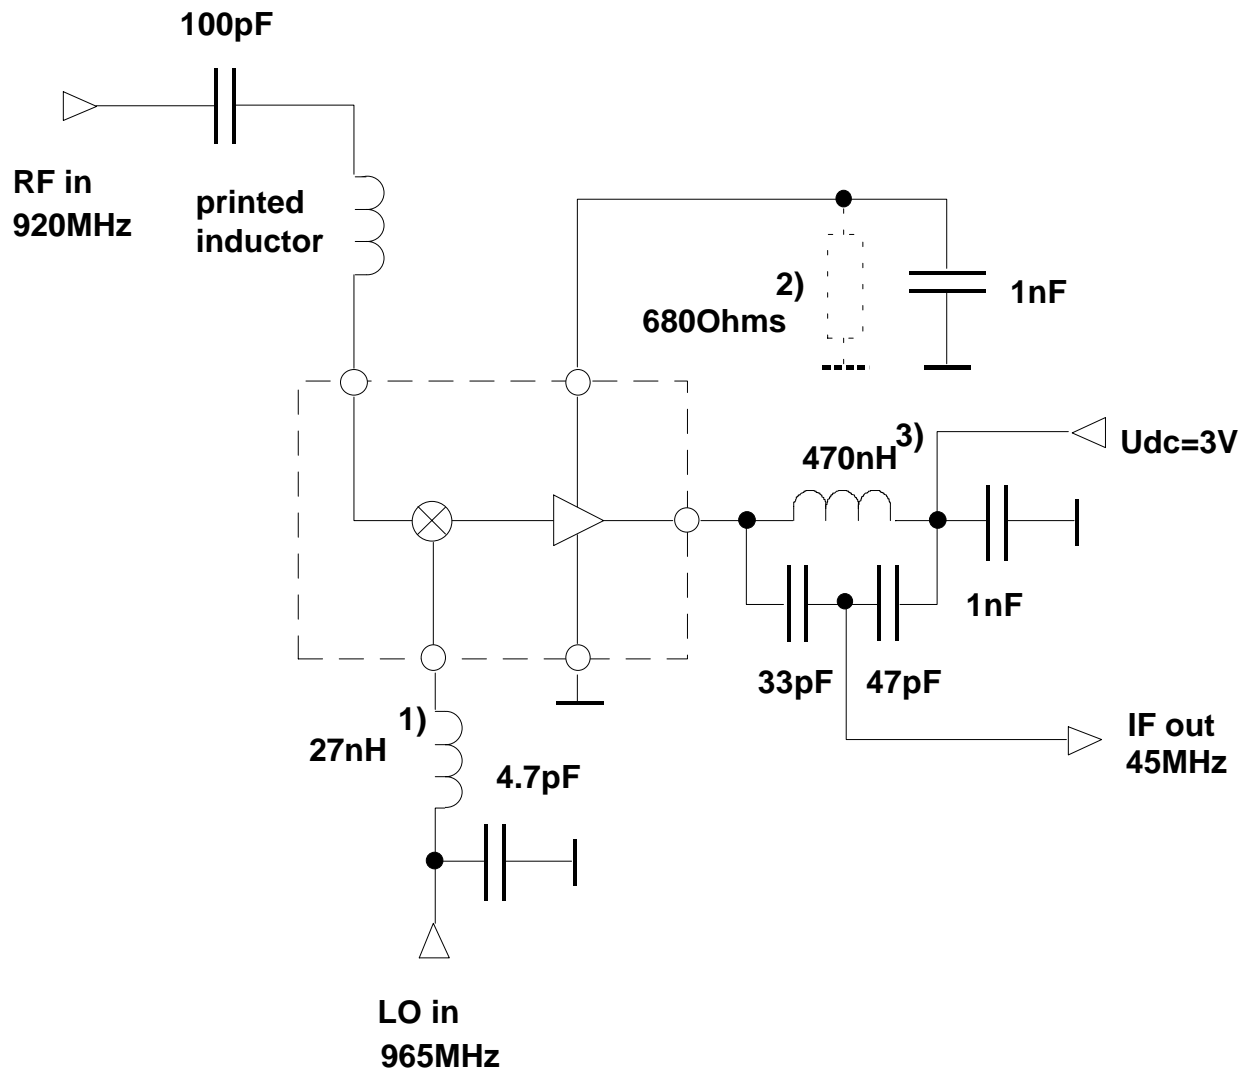 100pF
RF in
920MHz
printed
inductor
2)
680Ohms
1nF
3)
470nH
Udc=3V
1nF
33pF
47pF
1)
27nH
4.7pF
IF out
45MHz
LO in
965MHz